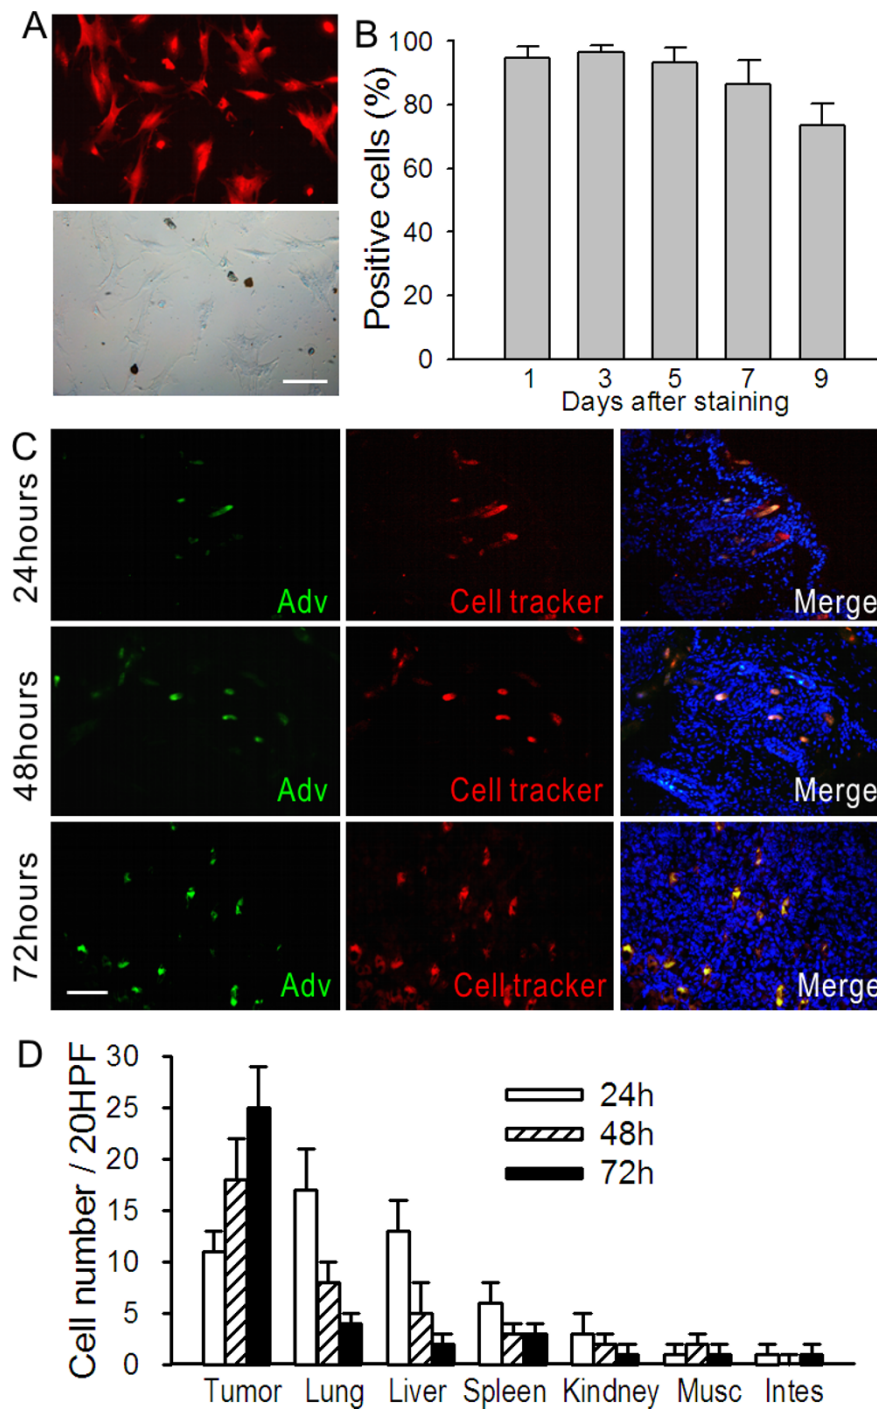 A
B
Positive cells (%)
100
80
60
40
20
0
1 3 5 7 9
Days after staining
C
24hours
Adv
Cell tracker
Merge
48hours
Adv
Cell tracker
Merge
72hours
Adv
Cell tracker
Merge
D
Cell number / 20HPF
30
25
20
15
10
5
0
24h
48h
72h
Tumor Lung Liver Spleen Kindney Musc Intes